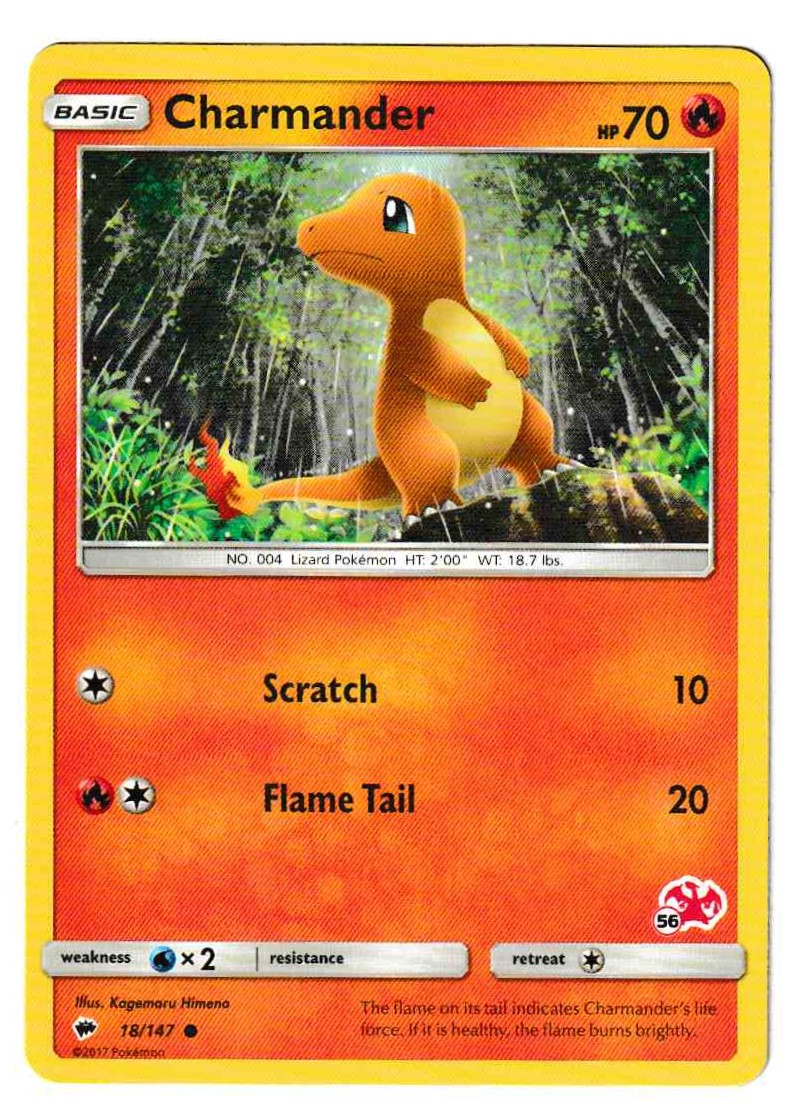 BASIC Charmander HP 70
NO. 004 Lizard Pokémon HT: 2'00" WT: 18.7 lbs.
Scratch 10
Flame Tail 20
56
weakness ×2 resistance retreat
Illus. Kagemaru Himeno
18/147
©2017 Pokémon
The flame on its tail indicates Charmander's life
force. If it is healthy, the flame burns brightly.